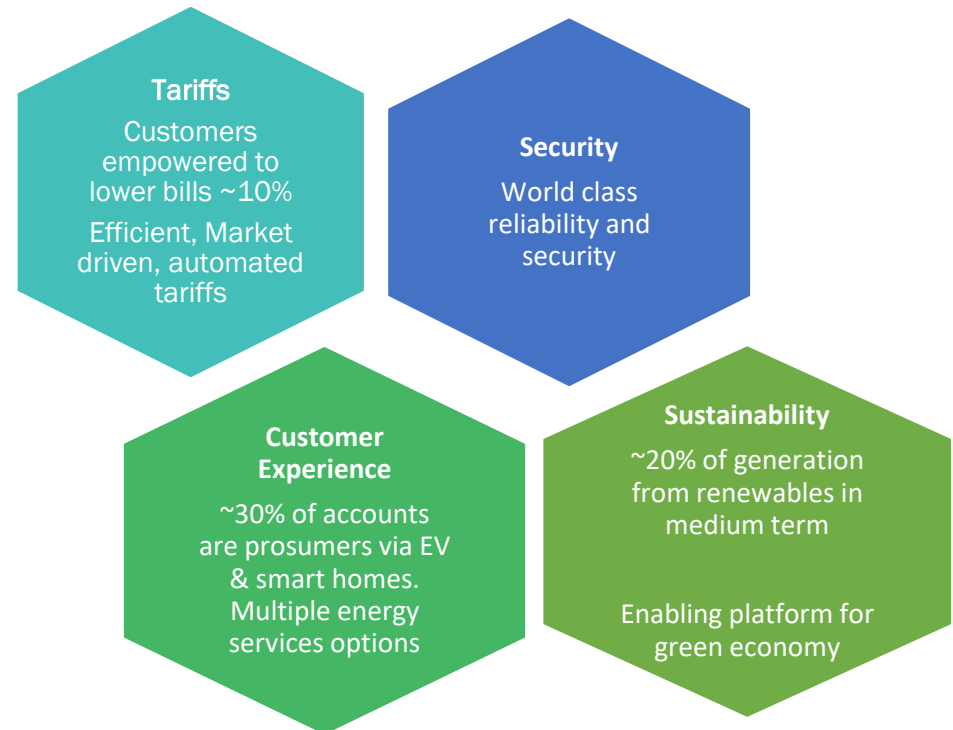 Tariffs
Customers
empowered to
lower bills ~10%
Efficient, Market
driven, automated
tariffs
Security
World class
reliability and
security
Customer
Experience
~30% of accounts
are prosumers via EV
& smart homes.
Multiple energy
services options
Sustainability
~20% of generation
from renewables in
medium term
Enabling platform for
green economy